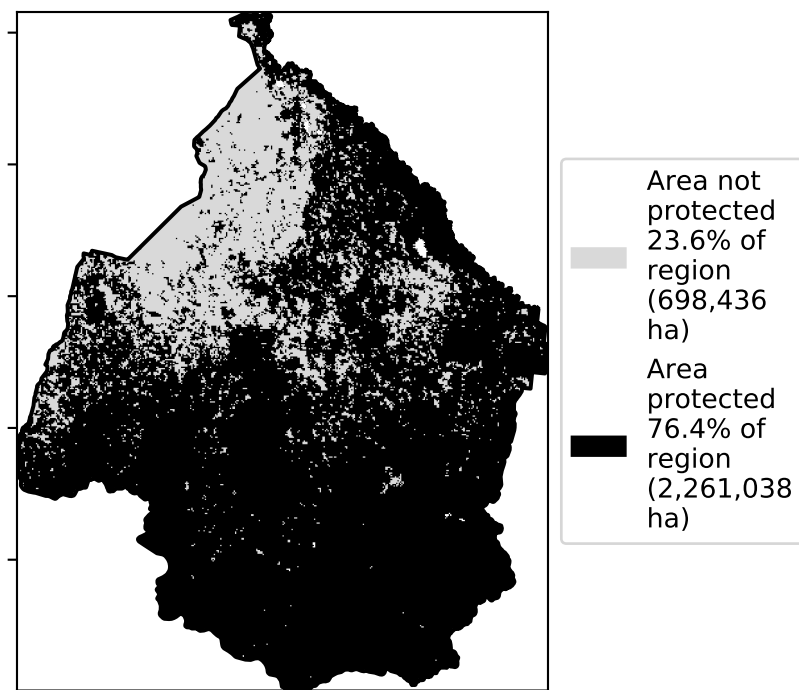 Area not
protected
23.6% of
region
(698,436
ha)
Area
protected
76.4% of
region
(2,261,038
ha)